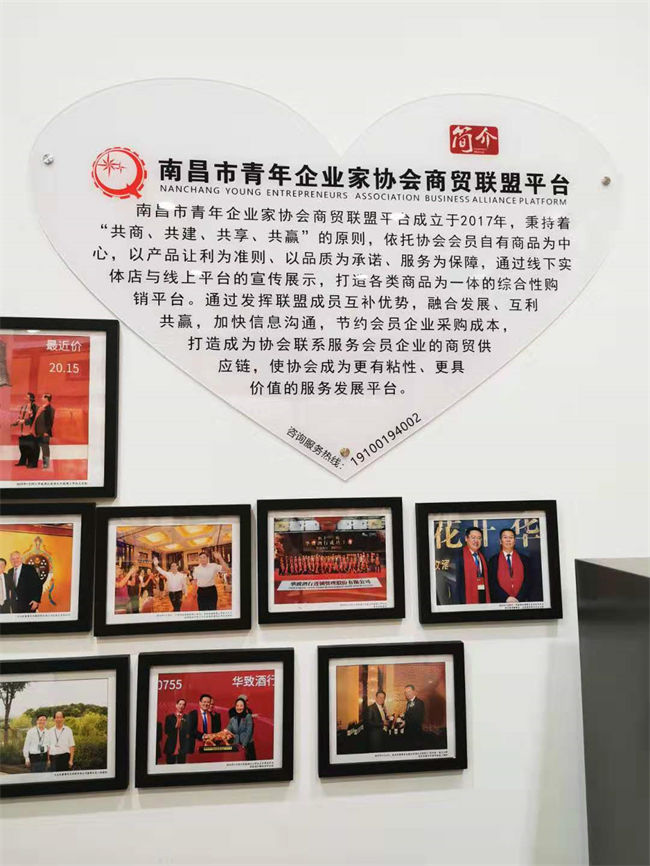 简介
南昌市青年企业家协会商贸联盟平台
NANCHANG YOUNG ENTREPRENEURS ASSOCIATION BUSINESS ALLIANCE PLATFORM
南昌市青年企业家协会商贸联盟平台成立于2017年，秉持着
“共商、共建、共享、共赢”的原则，依托协会会员自有商品为中
心，以产品让利为准则、以品质为承诺、服务为保障，通过线下实
体店与线上平台的宣传展示，打造各类商品为一体的综合性购
销平台。通过发挥联盟成员互补优势，融合发展、互利
共赢，加快信息沟通，节约会员企业采购成本，
打造成为协会联系服务会员企业的商贸供
应链，使协会成为更有粘性、更具
价值的服务发展平台。
咨询服务热线：19100194002
最近价
20.15
0755
华致酒行